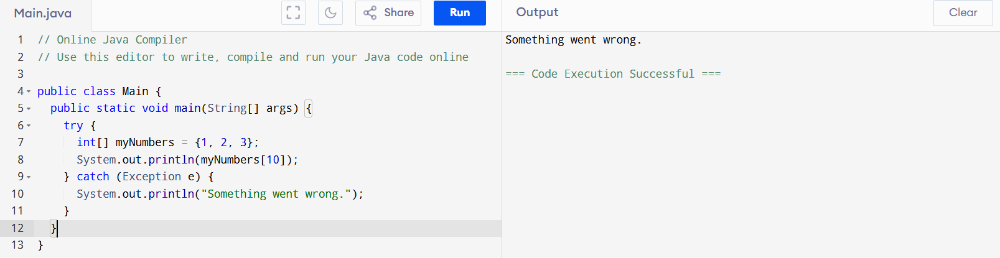 Main.java
Share
Run
Output
Clear
1 // Online Java Compiler
2 // Use this editor to write, compile and run your Java code online
3
4 public class Main {
5   public static void main(String[] args) {
6     try {
7       int[] myNumbers = {1, 2, 3};
8       System.out.println(myNumbers[10]);
9     } catch (Exception e) {
10       System.out.println("Something went wrong.");
11     }
12   }
13 }
Something went wrong.
=== Code Execution Successful ===